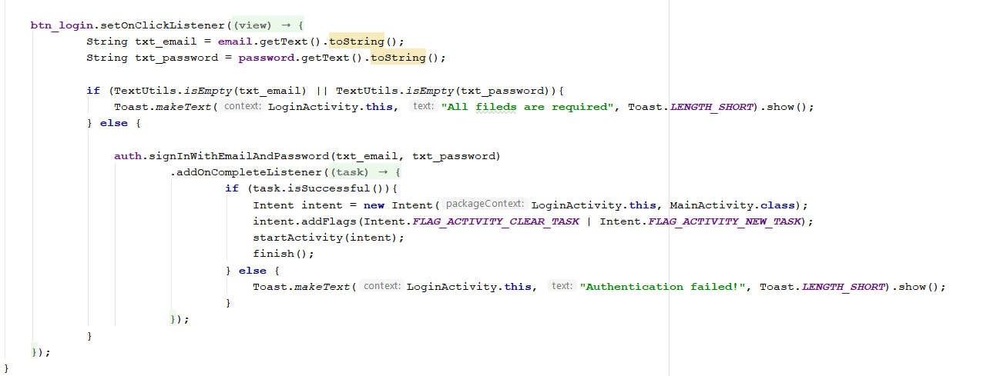 btn_login.setOnClickListener((view) → {
String txt_email = email.getText().toString();
String txt_password = password.getText().toString();
if (TextUtils.isEmpty(txt_email) || TextUtils.isEmpty(txt_password)){
Toast.makeText( context: LoginActivity.this, text: "All fileds are required", Toast.LENGTH_SHORT).show();
} else {
auth.signInWithEmailAndPassword(txt_email, txt_password)
.addOnCompleteListener((task) → {
if (task.isSuccessful()){
Intent intent = new Intent( packageContext: LoginActivity.this, MainActivity.class);
intent.addFlags(Intent.FLAG_ACTIVITY_CLEAR_TASK | Intent.FLAG_ACTIVITY_NEW_TASK);
startActivity(intent);
finish();
} else {
Toast.makeText( context: LoginActivity.this, text: "Authentication failed!", Toast.LENGTH_SHORT).show();
}
});
}
});
}